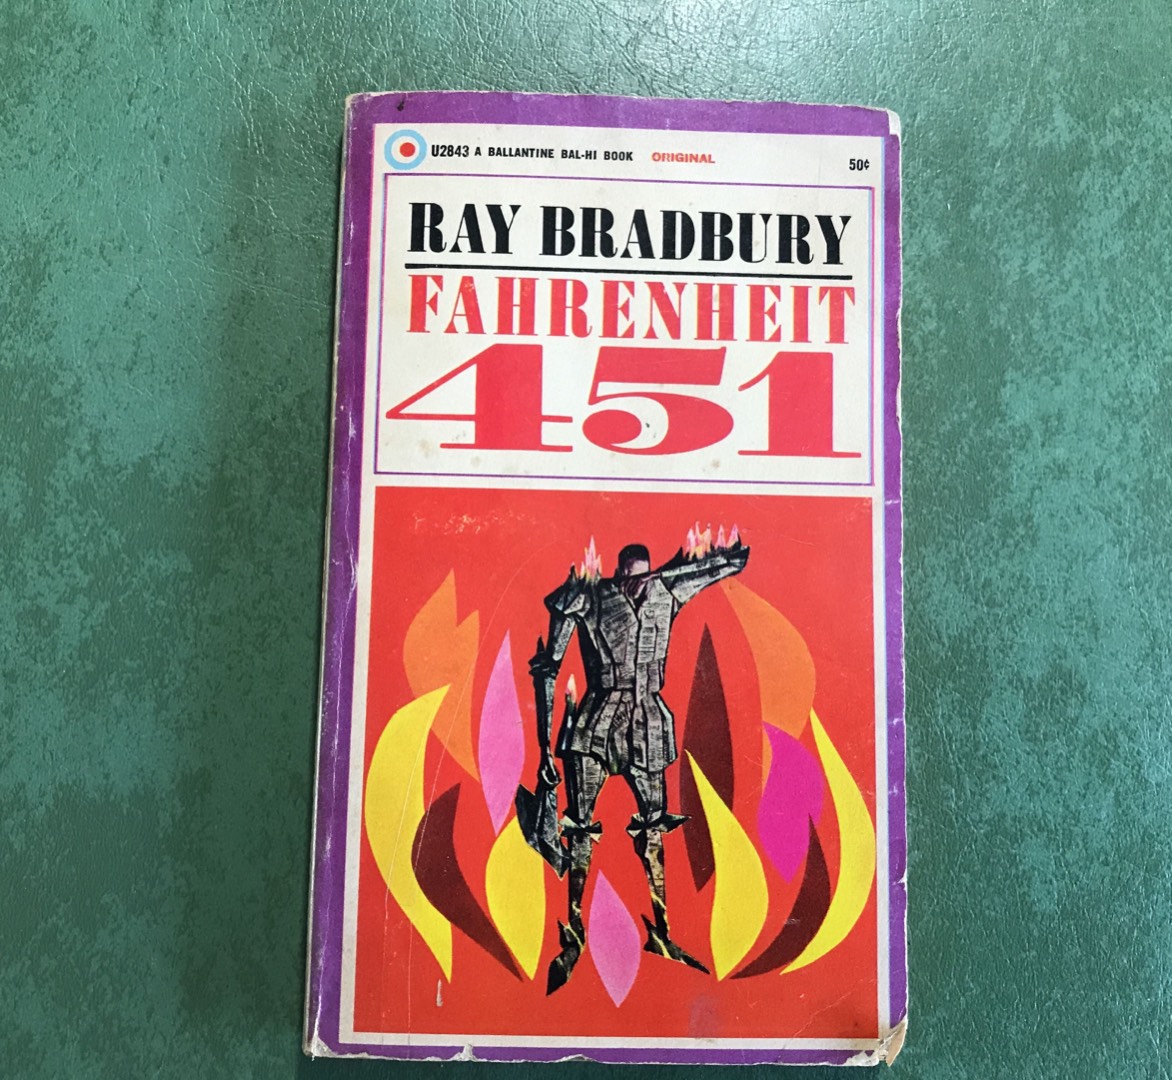 U2843 A BALLANTINE BAL-HI BOOK ORIGINAL 50¢
RAY BRADBURY
FAHRENHEIT
451